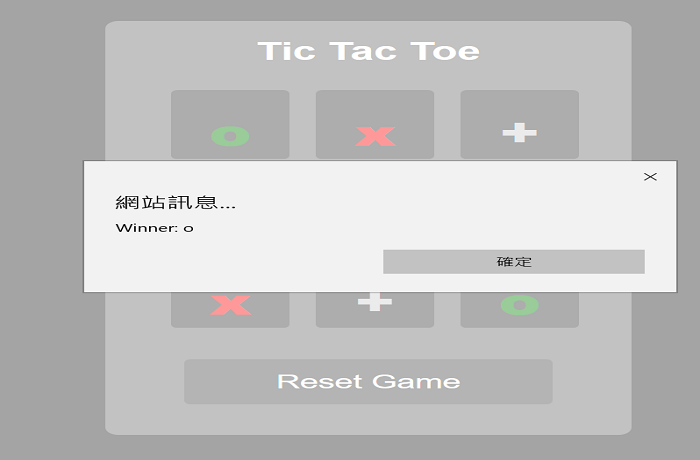 Tic Tac Toe
o x +
網站訊息...
Winner: o
確定
x + o
Reset Game